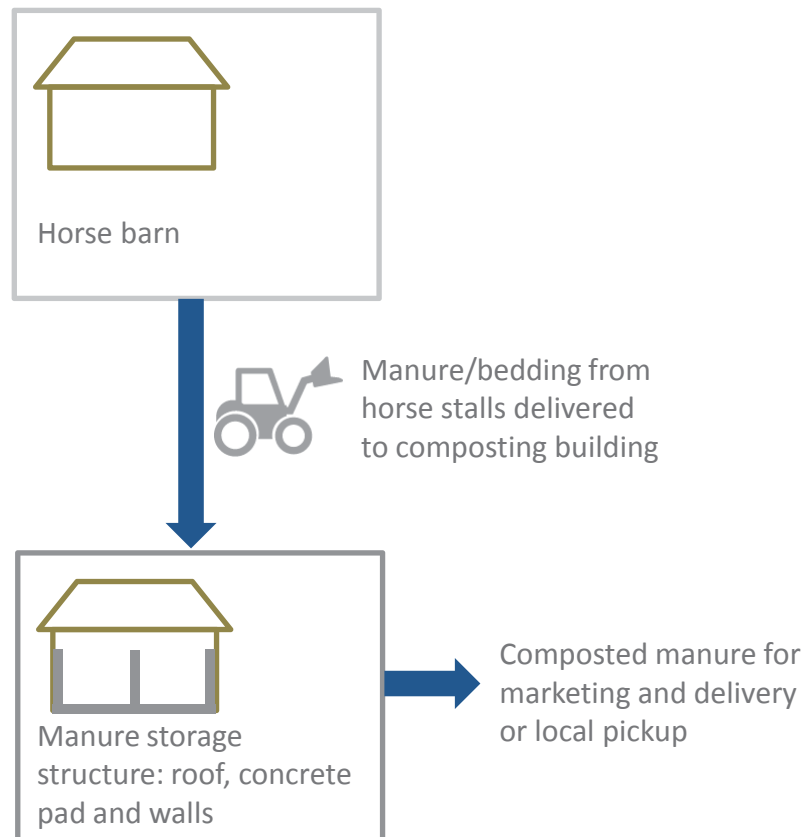 Horse barn
Manure/bedding from
horse stalls delivered
to composting building
Composted manure for
marketing and delivery
or local pickup
Manure storage
structure: roof, concrete
pad and walls